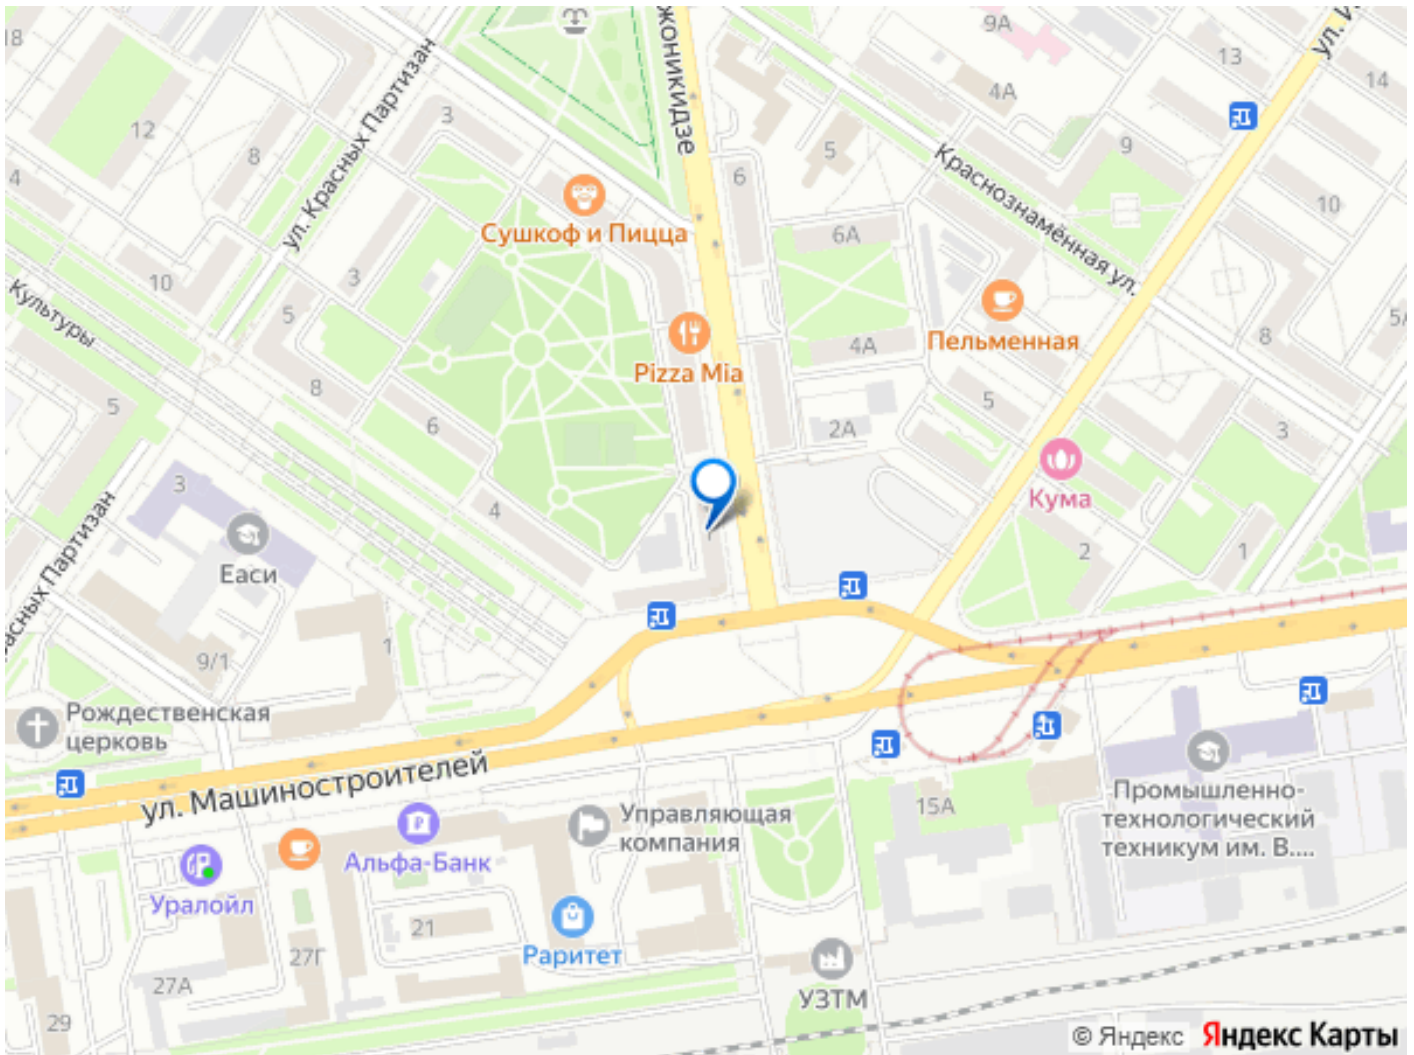 18
12
8
4
10
ул. Красных Партизан
3
жоникидзе
9А
13
ул. И
14
4А
5
9
6
Краснознамённая ул.
10
6А
Сушкоф и Пицца
Культуры
3
5
8
Pizza Mia
4А
Пельменная
8
5А
5
6
2А
5
3
Кума
3
4
Еаси
2
1
асных Партизан
9/1
1
Рождественская
церковь
ул. Машиностроителей
Альфа-Банк
Управляющая
компания
15А
Промышленно-
технологический
техникум им. В....
Уралойл
21
27Г
Раритет
27А
29
УЗТМ
© Яндекс Яндекс Карты